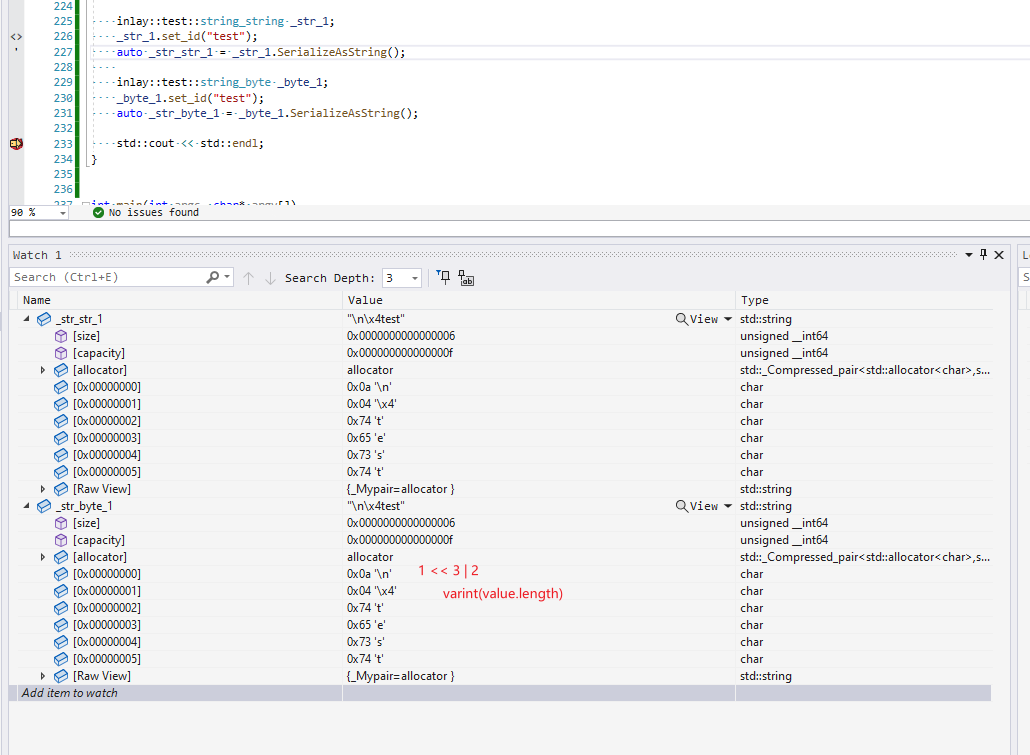 224
225 ····inlay::test::string_string·_str_1;
226 ····_str_1.set_id("test");
227 ····auto·_str_str_1·=·_str_1.SerializeAsString();
228 ····
229 ····inlay::test::string_byte·_byte_1;
230 ····_byte_1.set_id("test");
231 ····auto·_str_byte_1·=·_byte_1.SerializeAsString();
232
233 ····std::cout·<<·std::endl;
234 }
235
236
237 int·main(int·argc,·char*·argv[])
90 % No issues found
Watch 1
Search (Ctrl+E) Search Depth: 3
Name Value Type
_str_str_1 "\n\x4test" View std::string
[size] 0x0000000000000006 unsigned __int64
[capacity] 0x000000000000000f unsigned __int64
[allocator] allocator std::_Compressed_pair<std::allocator<char>,s...
[0x00000000] 0x0a '\n' char
[0x00000001] 0x04 '\x4' char
[0x00000002] 0x74 't' char
[0x00000003] 0x65 'e' char
[0x00000004] 0x73 's' char
[0x00000005] 0x74 't' char
[Raw View] {_Mypair=allocator } std::string
_str_byte_1 "\n\x4test" View std::string
[size] 0x0000000000000006 unsigned __int64
[capacity] 0x000000000000000f unsigned __int64
[allocator] allocator std::_Compressed_pair<std::allocator<char>,s...
[0x00000000] 0x0a '\n' 1 << 3 | 2 char
[0x00000001] 0x04 '\x4' varint(value.length) char
[0x00000002] 0x74 't' char
[0x00000003] 0x65 'e' char
[0x00000004] 0x73 's' char
[0x00000005] 0x74 't' char
[Raw View] {_Mypair=allocator } std::string
Add item to watch